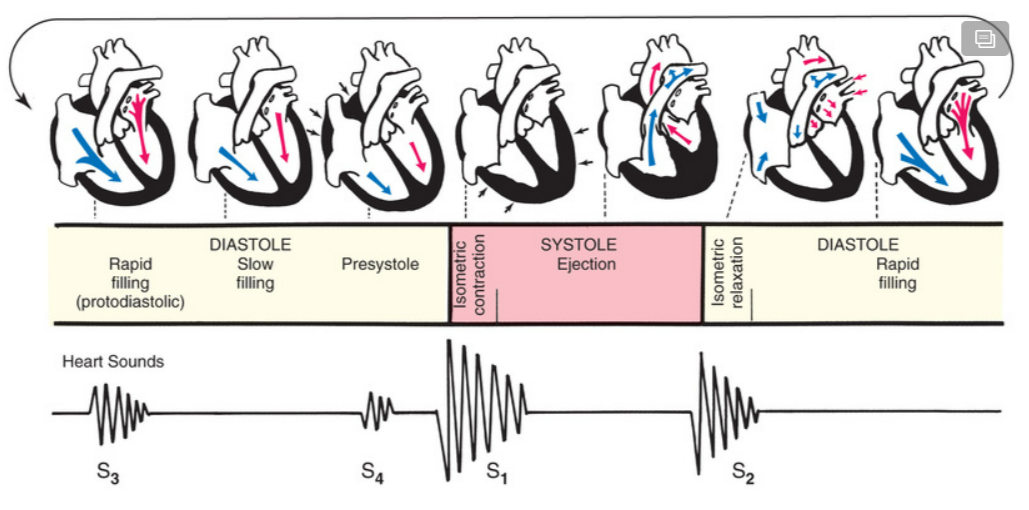 DIASTOLE
Rapid
filling
(protodiastolic)
Slow
filling
Presystole
Isometric
contraction
SYSTOLE
Ejection
Isometric
relaxation
DIASTOLE
Rapid
filling
Heart Sounds
S₃
S₄
S₁
S₂